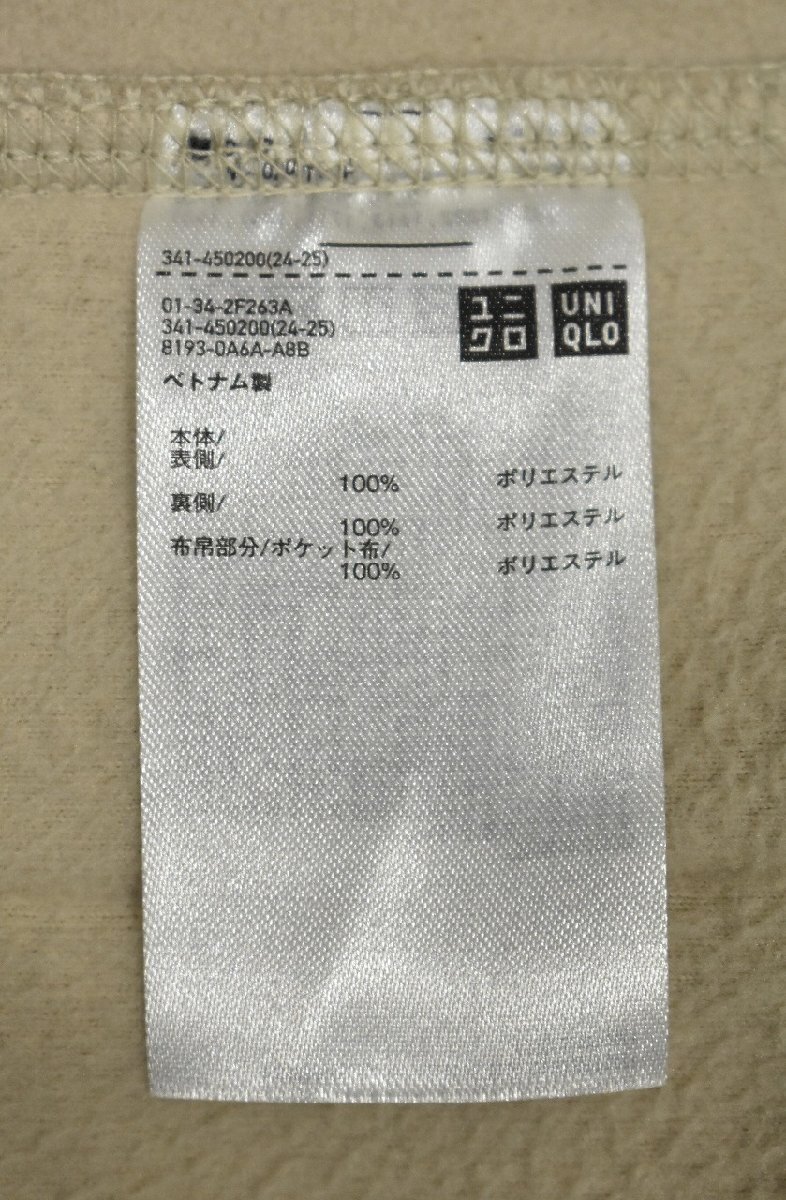 341-450200(24-25)
01-34-2F263A
341-450200(24-25)
8193-0A6A-A8B
ユニ
クロ
UNI
QLO
ベトナム製
本体/
表側/
100% ポリエステル
裏側/
100% ポリエステル
布帛部分/ポケット布/
100% ポリエステル